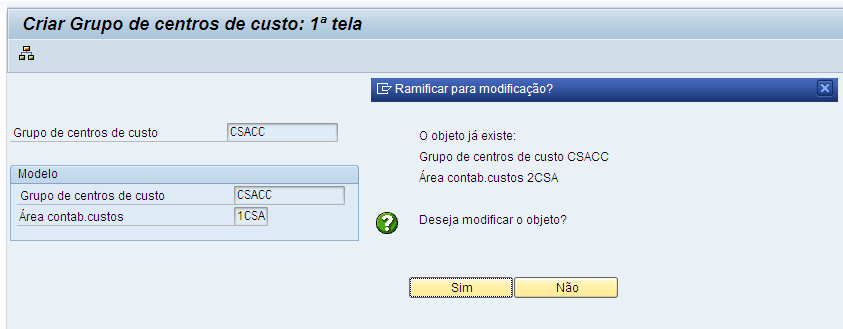 Criar Grupo de centros de custo: 1ª tela
Grupo de centros de custo CSACC
Modelo
Grupo de centros de custo CSACC
Área contab.custos 1CSA
Ramificar para modificação?
O objeto já existe:
Grupo de centros de custo CSACC
Área contab.custos 2CSA
Deseja modificar o objeto?
Sim Não